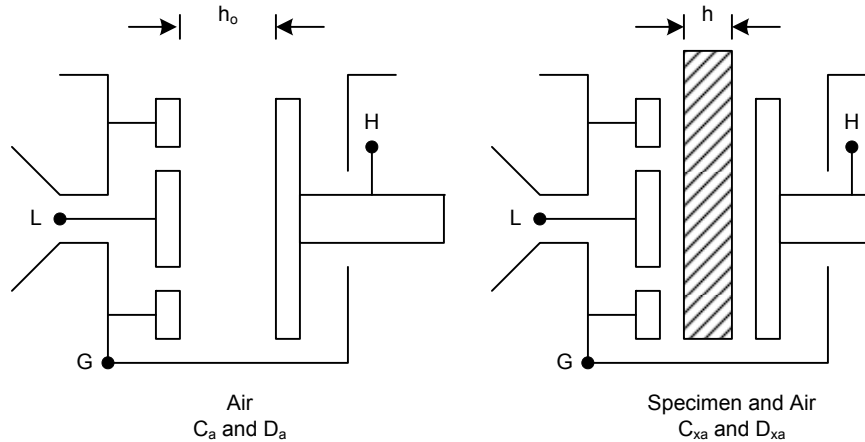 hₒ
H
L
G
Air
Cₐ and Dₐ
h
H
L
G
Specimen and Air
Cₓₐ and Dₓₐ